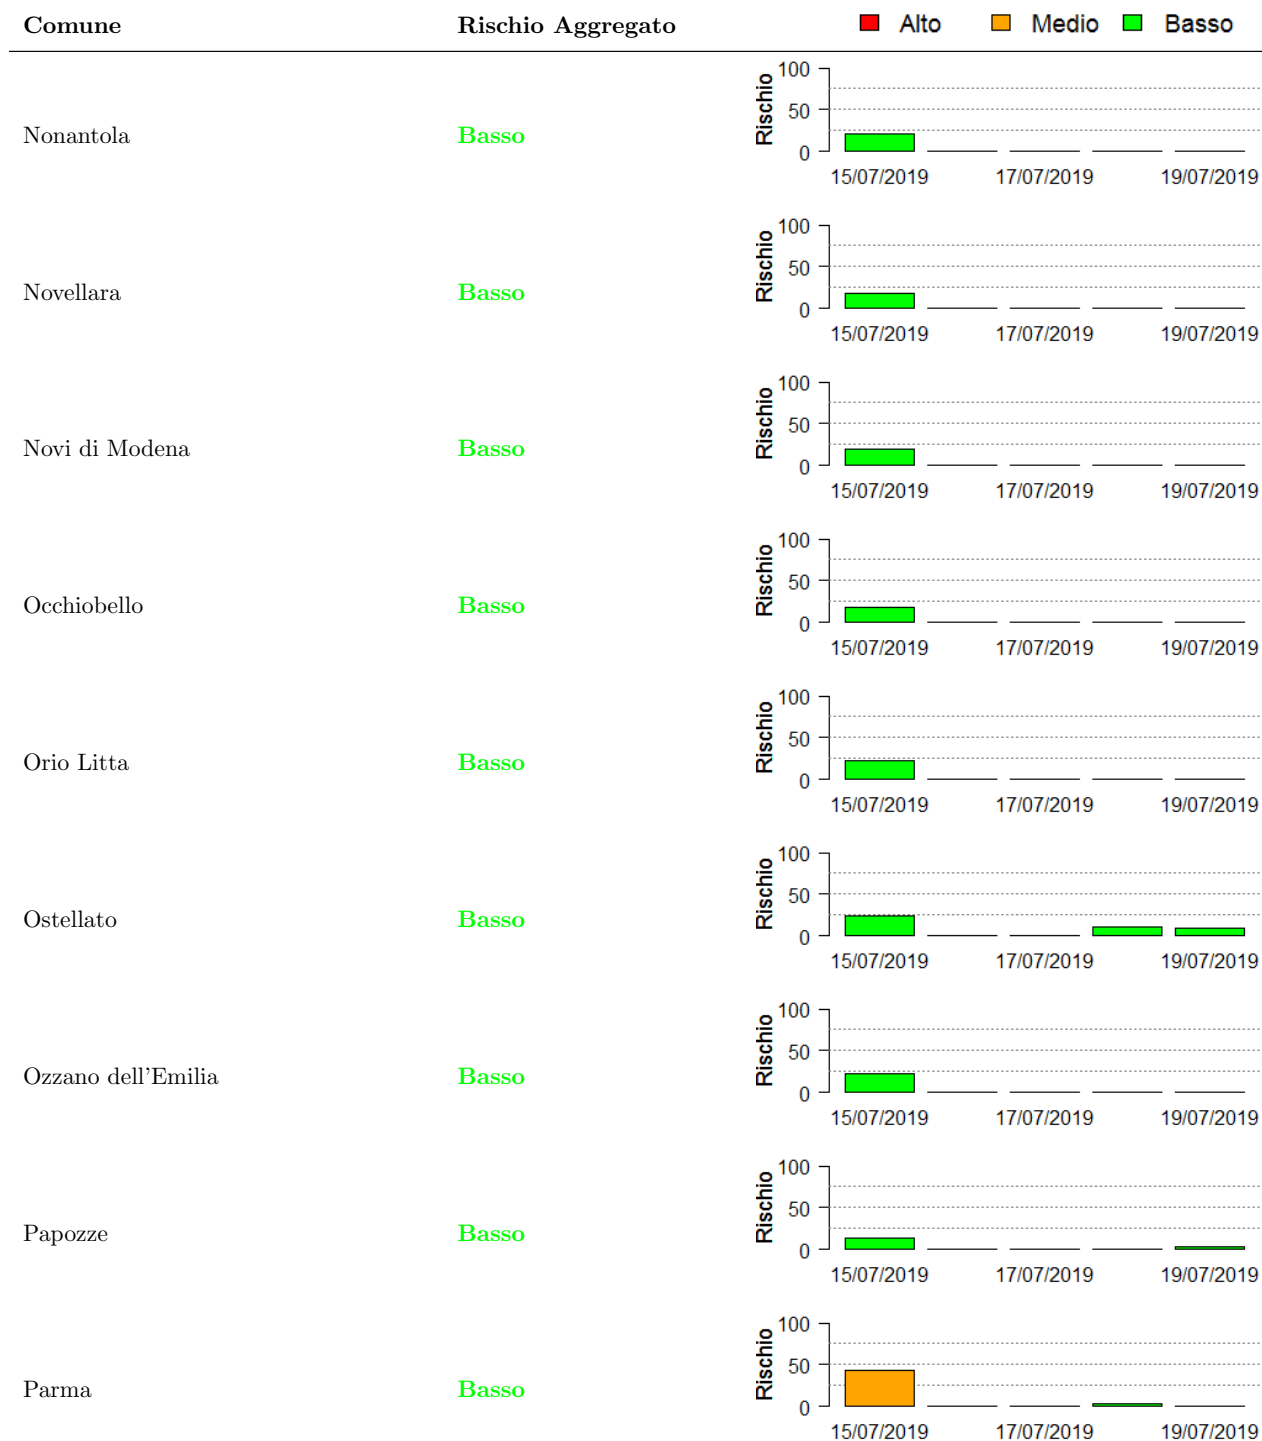 Comune Rischio Aggregato Alto Medio Basso
100
50
0
Rischio
Nonantola Basso
15/07/2019 17/07/2019 19/07/2019
100
50
0
Rischio
Novellara Basso
15/07/2019 17/07/2019 19/07/2019
100
50
0
Rischio
Novi di Modena Basso
15/07/2019 17/07/2019 19/07/2019
100
50
0
Rischio
Occhiobello Basso
15/07/2019 17/07/2019 19/07/2019
100
50
0
Rischio
Orio Litta Basso
15/07/2019 17/07/2019 19/07/2019
100
50
0
Rischio
Ostellato Basso
15/07/2019 17/07/2019 19/07/2019
100
50
0
Rischio
Ozzano dell'Emilia Basso
15/07/2019 17/07/2019 19/07/2019
100
50
0
Rischio
Papozze Basso
15/07/2019 17/07/2019 19/07/2019
100
50
0
Rischio
Parma Basso
15/07/2019 17/07/2019 19/07/2019